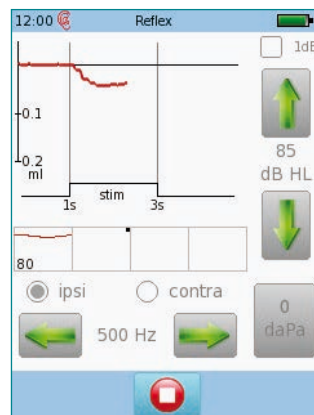 12:00 Reflex
1dB
-0.1
-0.2
ml
stim
1s 3s
85
dB HL
80
ipsi contra
500 Hz
0
daPa